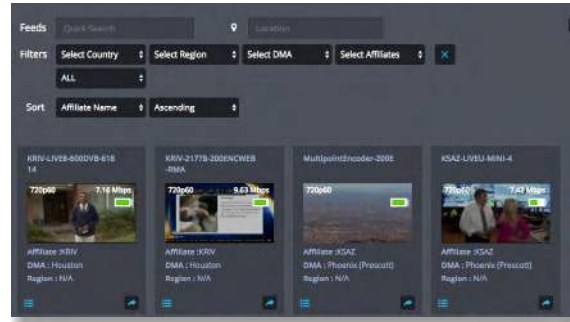 Feeds Quick Search Location
Filters Select Country Select Region Select DMA Select Affiliates
ALL
Sort Affiliate Name Ascending
KRIV-LIVEB-600DVB-618
14
KRIV-2177B-200ENCWEB
-RMA
MultipointEncoder-200E
KSAZ-LIVEU-MINI-4
720p60 7.16 Mbps
720p60 9.63 Mbps
720p60
720p60 7.47 Mbps
Affiliate :KRIV
DMA : Houston
Region : N/A
Affiliate :KRIV
DMA : Houston
Region : N/A
Affiliate :KSAZ
DMA : Phoenix (Prescott)
Region : N/A
Affiliate :KSAZ
DMA : Phoenix (Prescott)
Region : N/A